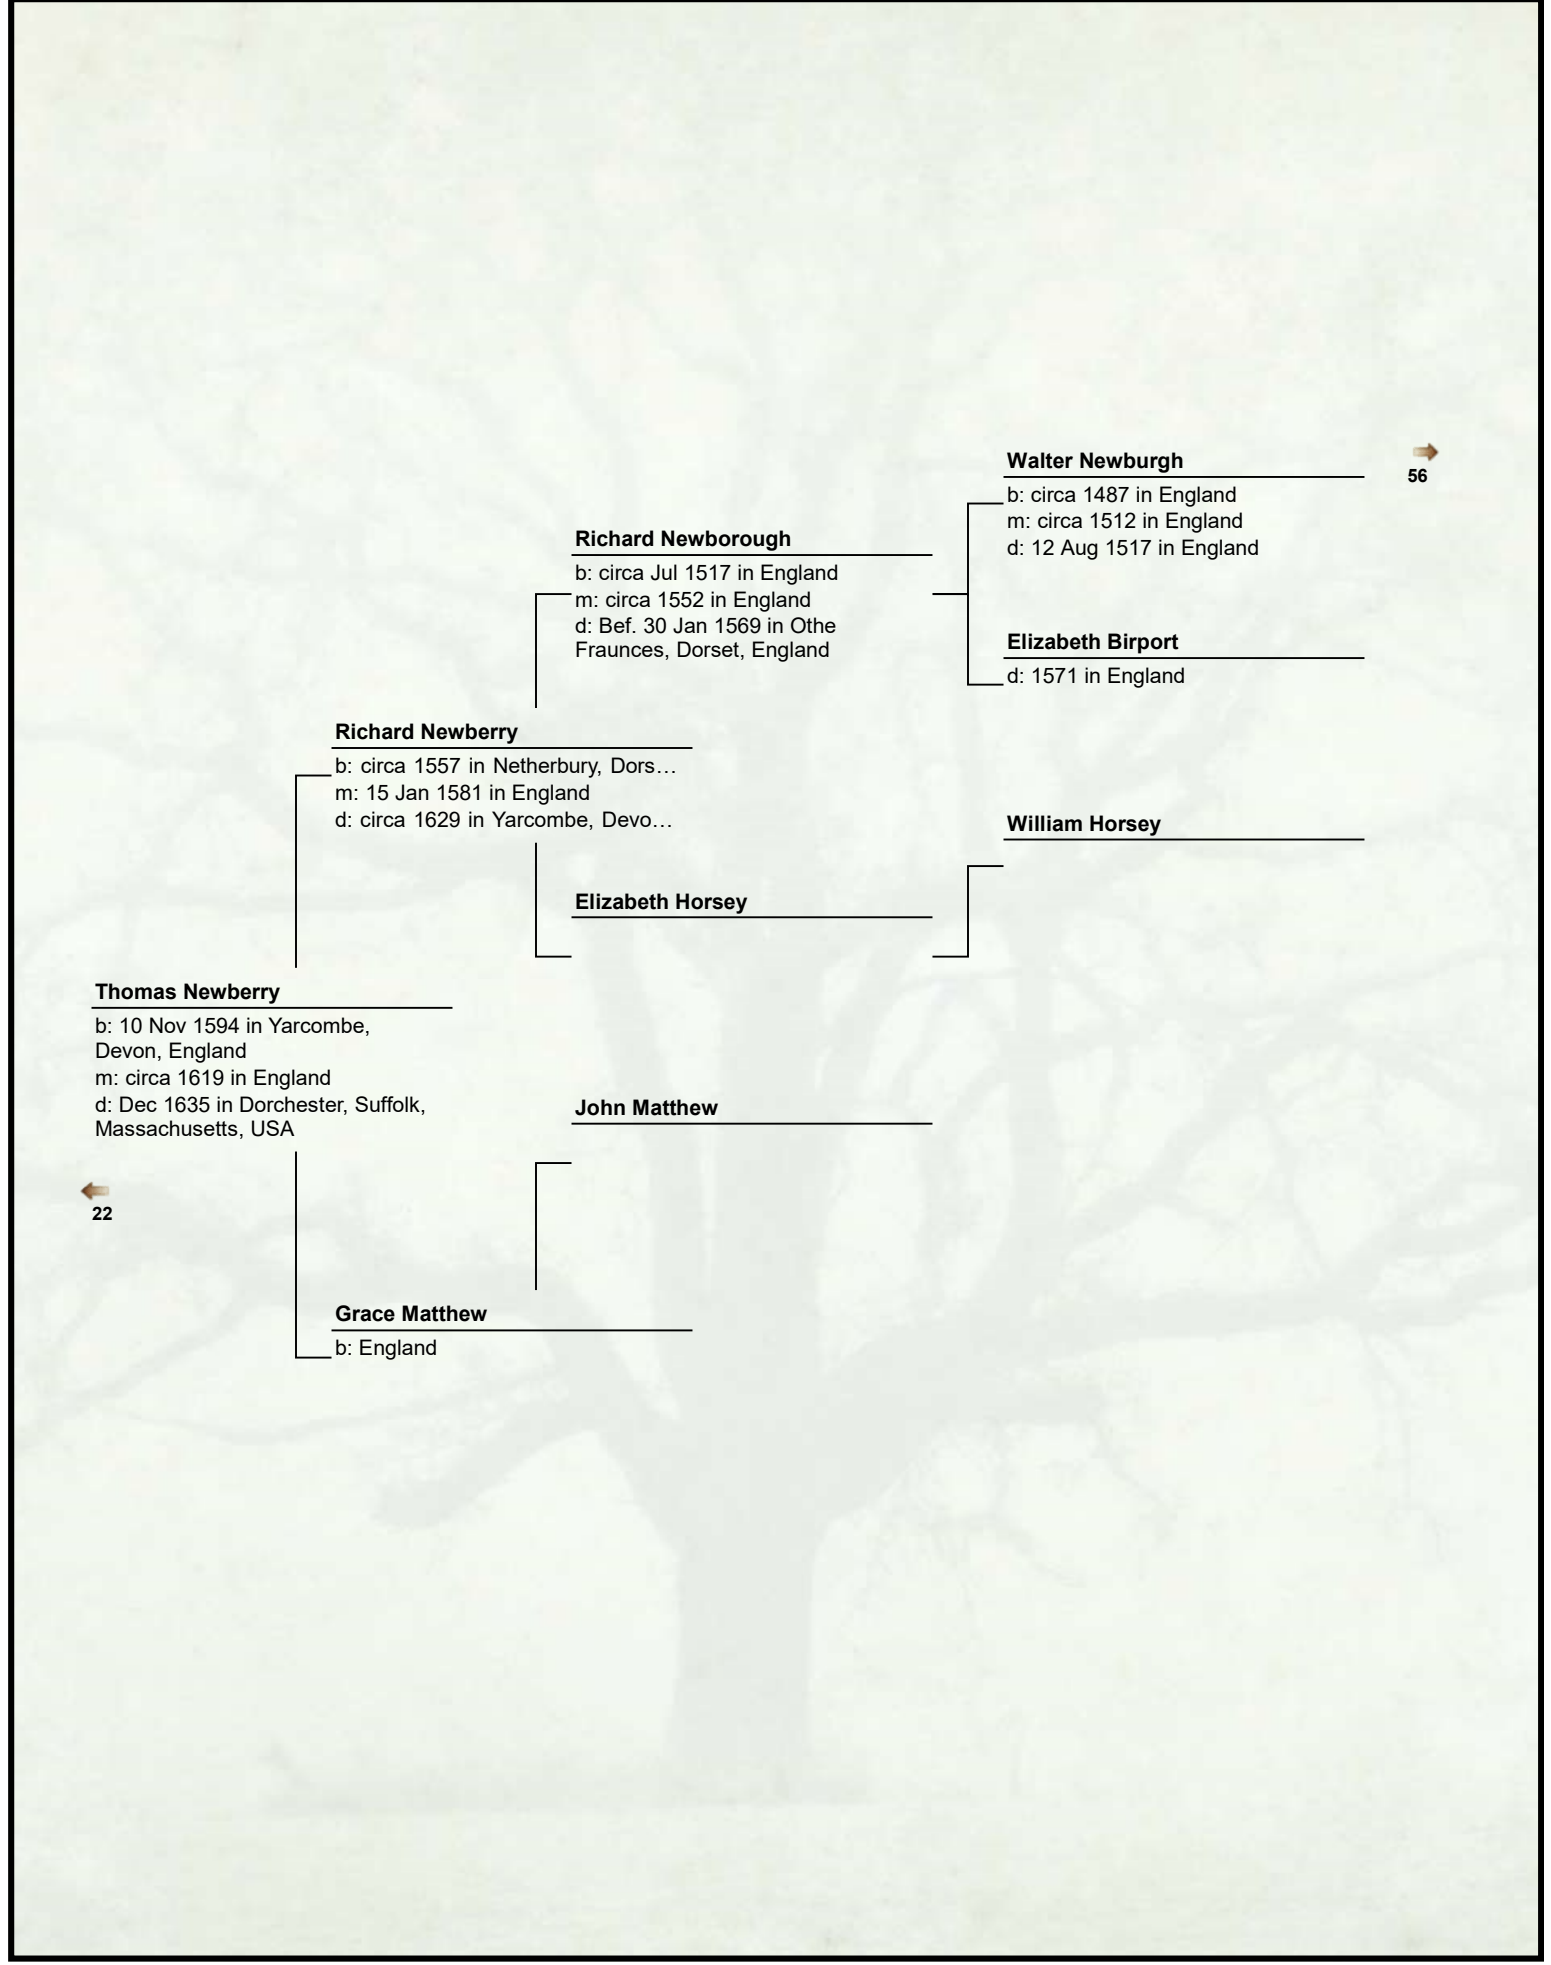 Walter Newburgh
b: circa 1487 in England
m: circa 1512 in England
d: 12 Aug 1517 in England
56
Richard Newborough
b: circa Jul 1517 in England
m: circa 1552 in England
d: Bef. 30 Jan 1569 in Othe
Fraunces, Dorset, England
Elizabeth Birport
d: 1571 in England
Richard Newberry
b: circa 1557 in Netherbury, Dors…
m: 15 Jan 1581 in England
d: circa 1629 in Yarcombe, Devo…
William Horsey
Elizabeth Horsey
Thomas Newberry
b: 10 Nov 1594 in Yarcombe,
Devon, England
m: circa 1619 in England
d: Dec 1635 in Dorchester, Suffolk,
Massachusetts, USA
John Matthew
22
Grace Matthew
b: England